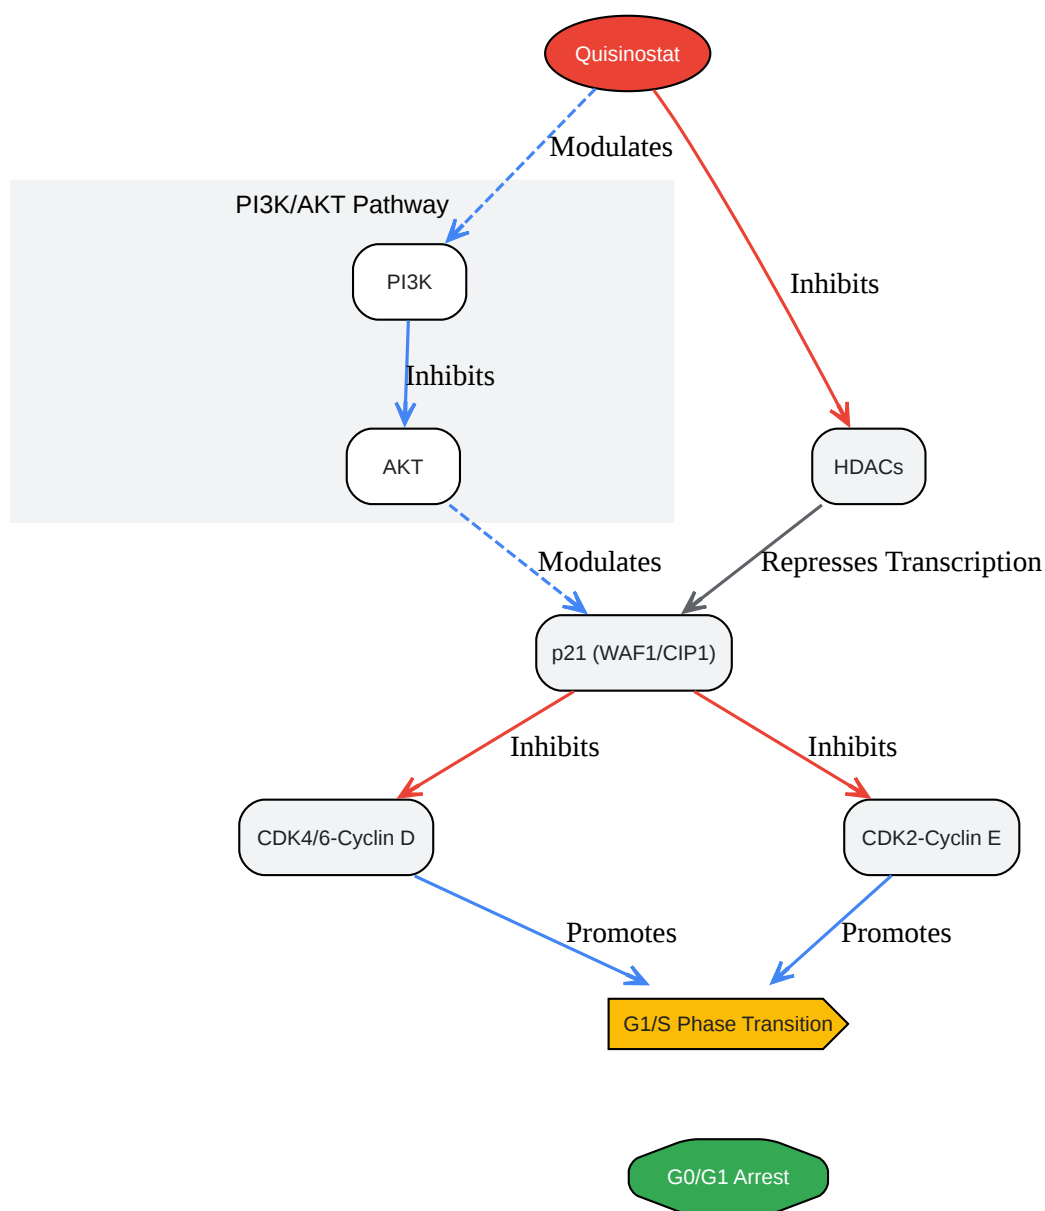 Quisinostat
Modulates
PI3K/AKT Pathway
PI3K
Inhibits
Inhibits
AKT
HDACs
Modulates
Represses Transcription
p21 (WAF1/CIP1)
Inhibits
Inhibits
CDK4/6-Cyclin D
CDK2-Cyclin E
Promotes
Promotes
G1/S Phase Transition
G0/G1 Arrest